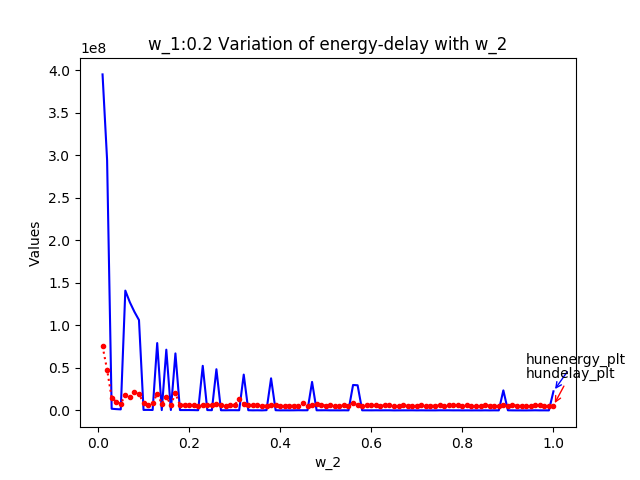 w_1:0.2 Variation of energy-delay with w_2
1e8
4.0
3.5
3.0
2.5
2.0
1.5
1.0
0.5
0.0
Values
hunenergy_plt
hundelay_plt
0.0 0.2 0.4 0.6 0.8 1.0
w_2